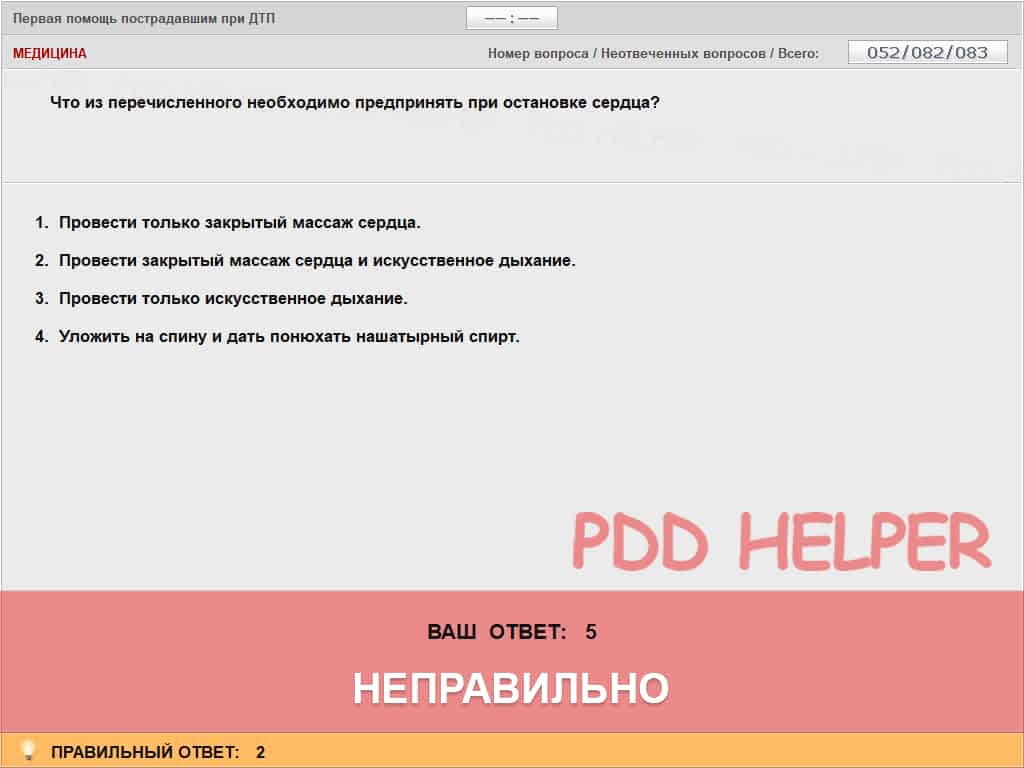 Первая помощь пострадавшим при ДТП
–– : ––
МЕДИЦИНА
Номер вопроса / Неотвеченных вопросов / Всего:
052/082/083
Что из перечисленного необходимо предпринять при остановке сердца?
1. Провести только закрытый массаж сердца.
2. Провести закрытый массаж сердца и искусственное дыхание.
3. Провести только искусственное дыхание.
4. Уложить на спину и дать понюхать нашатырный спирт.
PDD HELPER
ВАШ ОТВЕТ: 5
НЕПРАВИЛЬНО
ПРАВИЛЬНЫЙ ОТВЕТ: 2